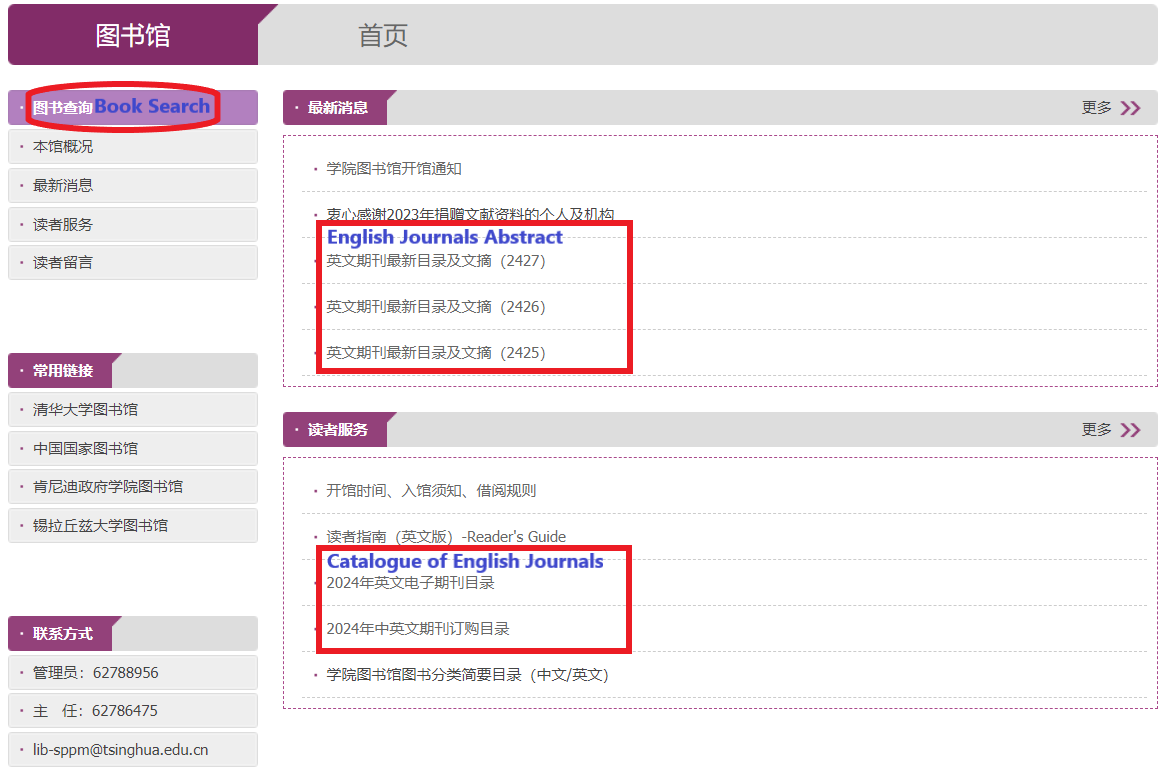 图书馆
首页
图书查询Book Search
本馆概况
最新消息
读者服务
读者留言
常用链接
清华大学图书馆
中国国家图书馆
肯尼迪政府学院图书馆
锡拉丘兹大学图书馆
联系方式
管理员：62788956
主 任：62786475
lib-sppm@tsinghua.edu.cn
最新消息
更多
学院图书馆开馆通知
衷心感谢2023年捐赠文献资料的个人及机构
English Journals Abstract
英文期刊最新目录及文摘（2427）
英文期刊最新目录及文摘（2426）
英文期刊最新目录及文摘（2425）
读者服务
更多
开馆时间、入馆须知、借阅规则
读者指南（英文版）-Reader's Guide
Catalogue of English Journals
2024年英文电子期刊目录
2024年中英文期刊订购目录
学院图书馆图书分类简要目录（中文/英文）